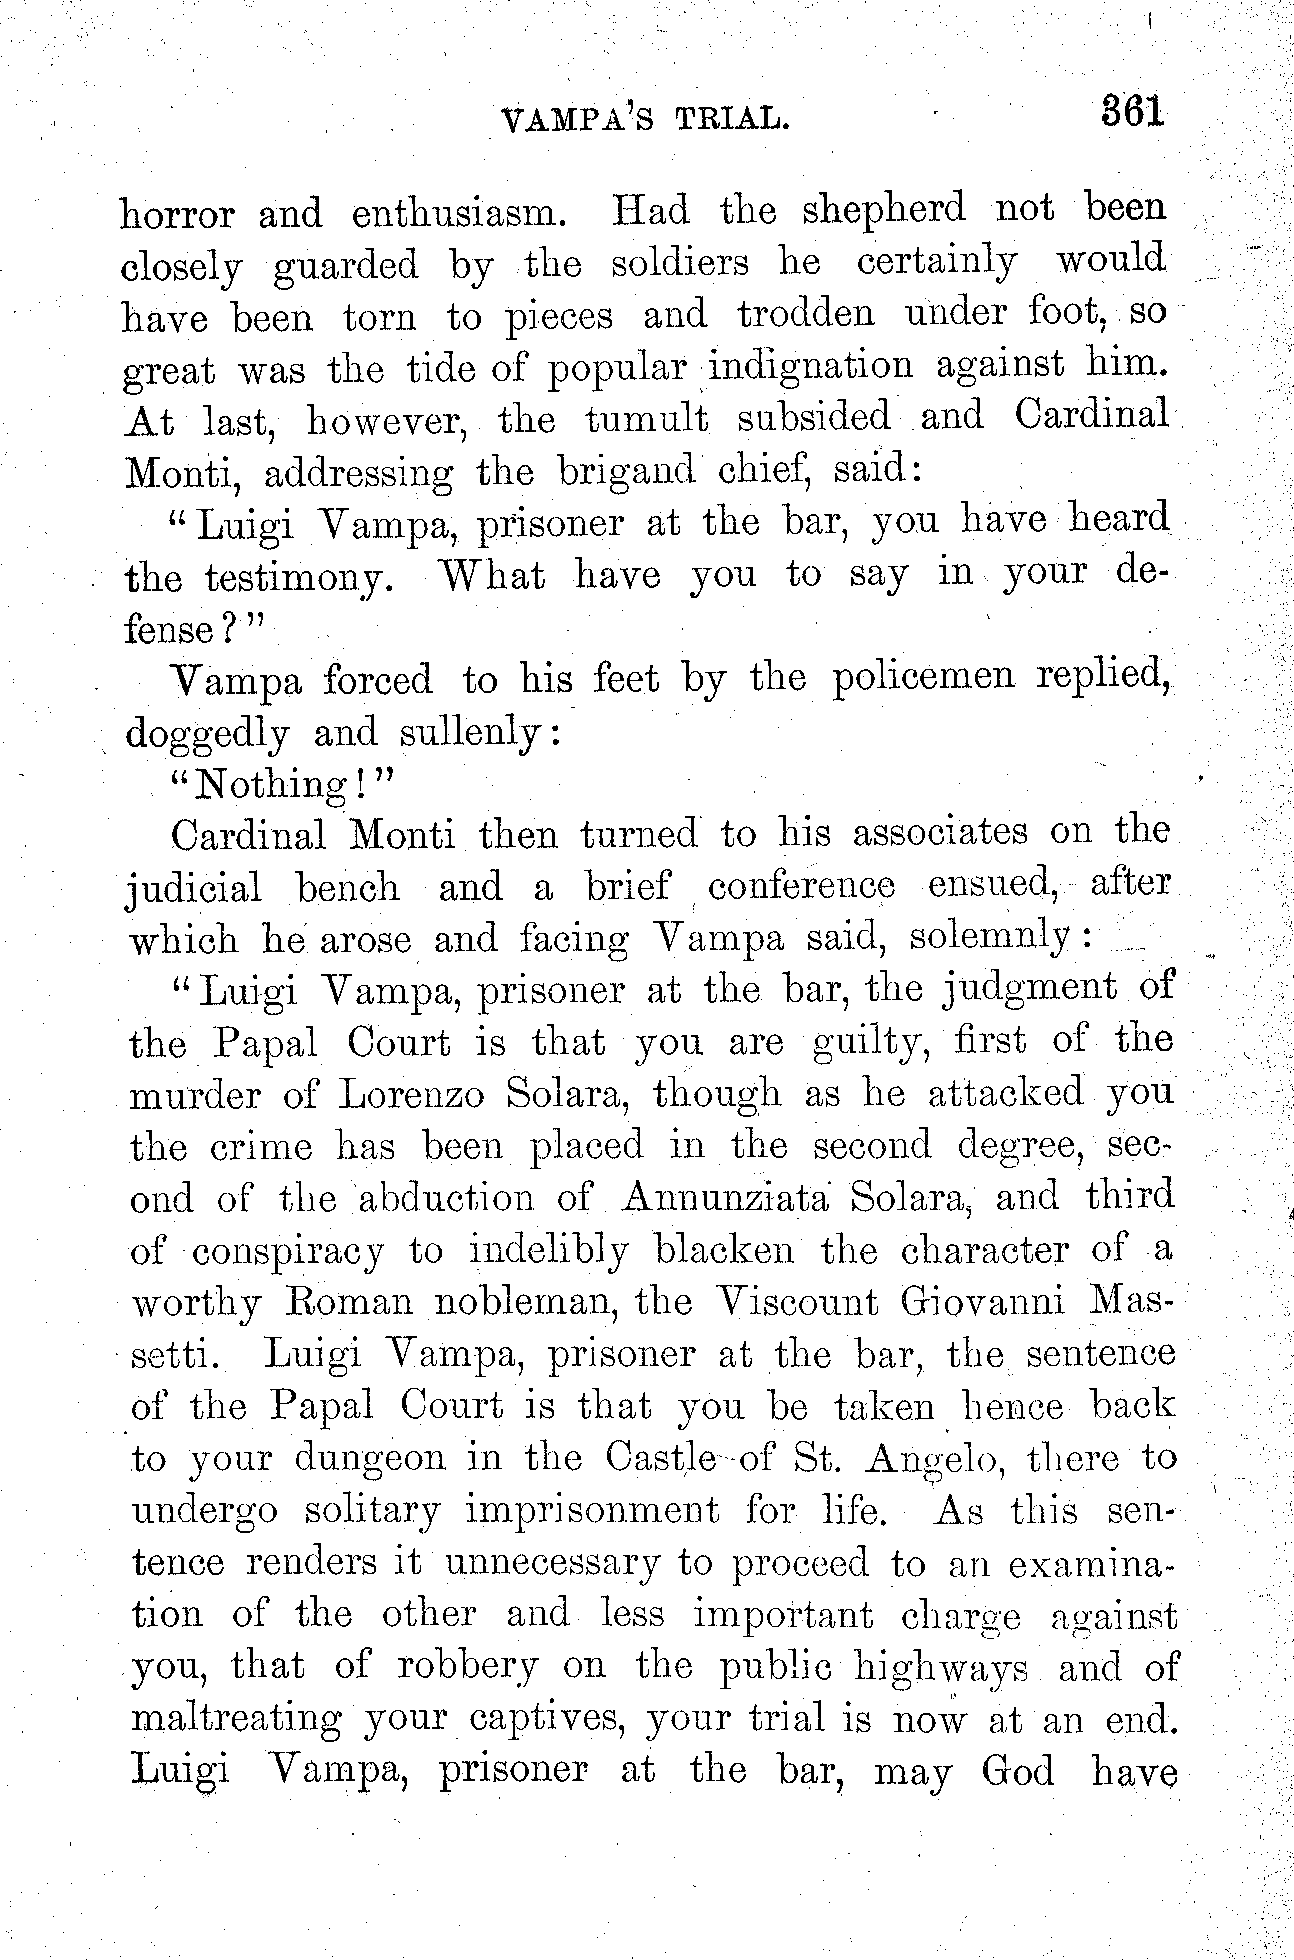 VAMPA'S TRIAL. 361
horror and enthusiasm. Had the shepherd not been
closely guarded by the soldiers he certainly would
have been torn to pieces and trodden under foot, so
great was the tide of popular indignation against him.
At last, however, the tumult subsided and Cardinal
Monti, addressing the brigand chief, said:
"Luigi Vampa, prisoner at the bar, you have heard
the testimony. What have you to say in your de-
fense?"
Vampa forced to his feet by the policemen replied,
doggedly and sullenly:
"Nothing!"
Cardinal Monti then turned to his associates on the
judicial bench and a brief conference ensued, after
which he arose and facing Vampa said, solemnly:
"Luigi Vampa, prisoner at the bar, the judgment of
the Papal Court is that you are guilty, first of the
murder of Lorenzo Solara, though as he attacked you
the crime has been placed in the second degree, sec-
ond of the abduction of Annunziata Solara, and third
of conspiracy to indelibly blacken the character of a
worthy Roman nobleman, the Viscount Giovanni Mas-
setti. Luigi Vampa, prisoner at the bar, the sentence
of the Papal Court is that you be taken hence back
to your dungeon in the Castle of St. Angelo, there to
undergo solitary imprisonment for life. As this sen-
tence renders it unnecessary to proceed to an examina-
tion of the other and less important charge against
you, that of robbery on the public highways and of
maltreating your captives, your trial is now at an end.
Luigi Vampa, prisoner at the bar, may God have